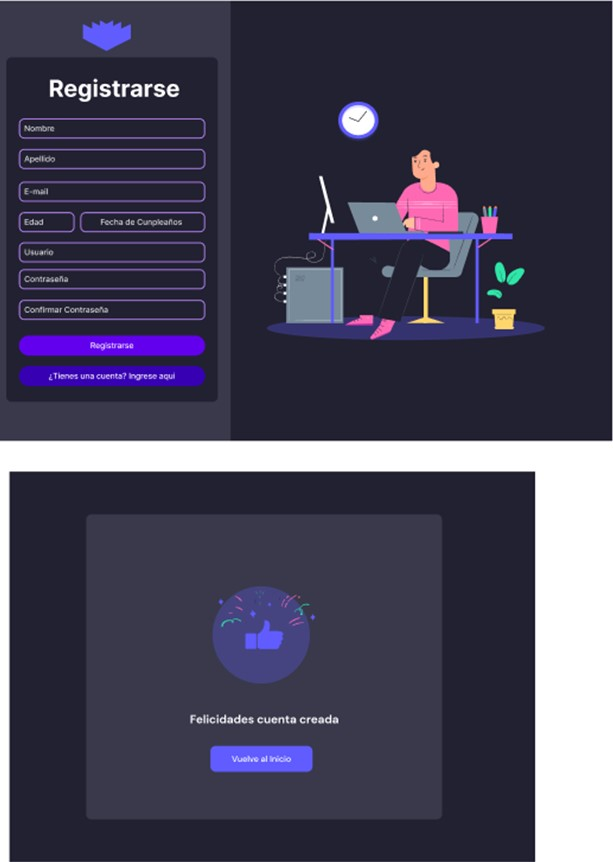 Registrarse
Nombre
Apellido
E-mail
Edad
Fecha de Cunpleaños
Usuario
Contraseña
Confirmar Contraseña
Registrarse
¿Tienes una cuenta? Ingrese aqui
Felicidades cuenta creada
Vuelve al Inicio